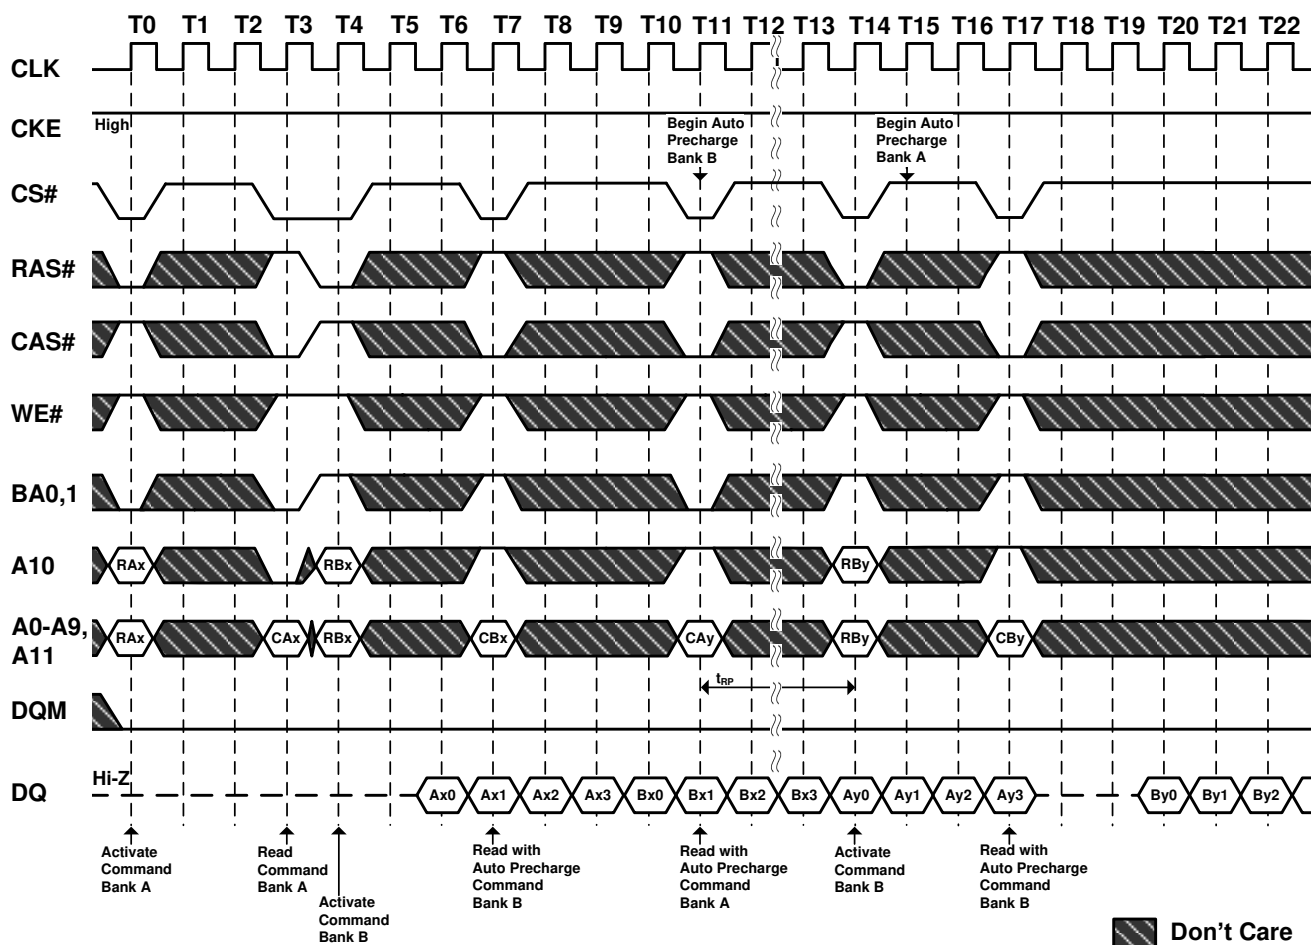 T0 T1 T2 T3 T4 T5 T6 T7 T8 T9 T10 T11 T12 T13 T14 T15 T16 T17 T18 T19 T20 T21 T22
CLK
CKE
High
Begin Auto
Precharge
Bank B
Begin Auto
Precharge
Bank A
CS#
RAS#
CAS#
WE#
BA0,1
A10
RAx RBx RBy
A0-A9,
A11
RAx CAx RBx CBx CAy RBy CBy
tRP
DQM
Hi-Z
DQ
Ax0 Ax1 Ax2 Ax3 Bx0 Bx1 Bx2 Bx3 Ay0 Ay1 Ay2 Ay3 By0 By1 By2
Activate
Command
Bank A
Read
Command
Bank A
Activate
Command
Bank B
Read with
Auto Precharge
Command
Bank B
Read with
Auto Precharge
Command
Bank A
Activate
Command
Bank B
Read with
Auto Precharge
Command
Bank B
Don't Care